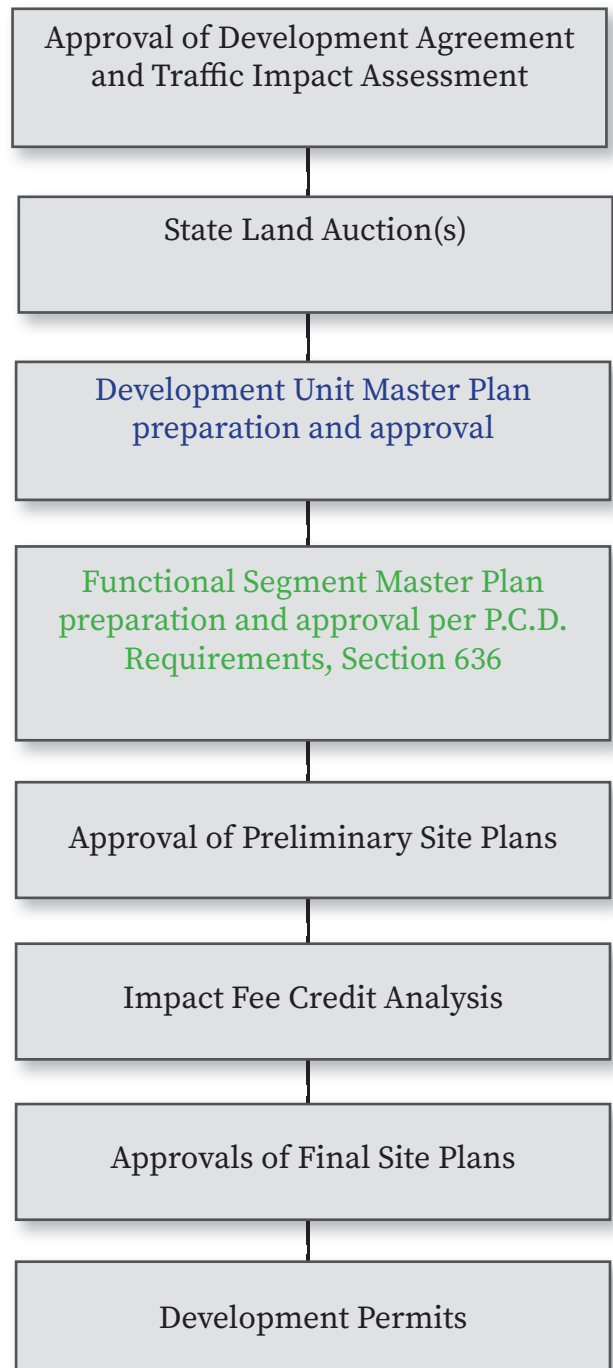 Approval of Development Agreement
and Traffic Impact Assessment
State Land Auction(s)
Development Unit Master Plan
preparation and approval
Functional Segment Master Plan
preparation and approval per P.C.D.
Requirements, Section 636
Approval of Preliminary Site Plans
Impact Fee Credit Analysis
Approvals of Final Site Plans
Development Permits